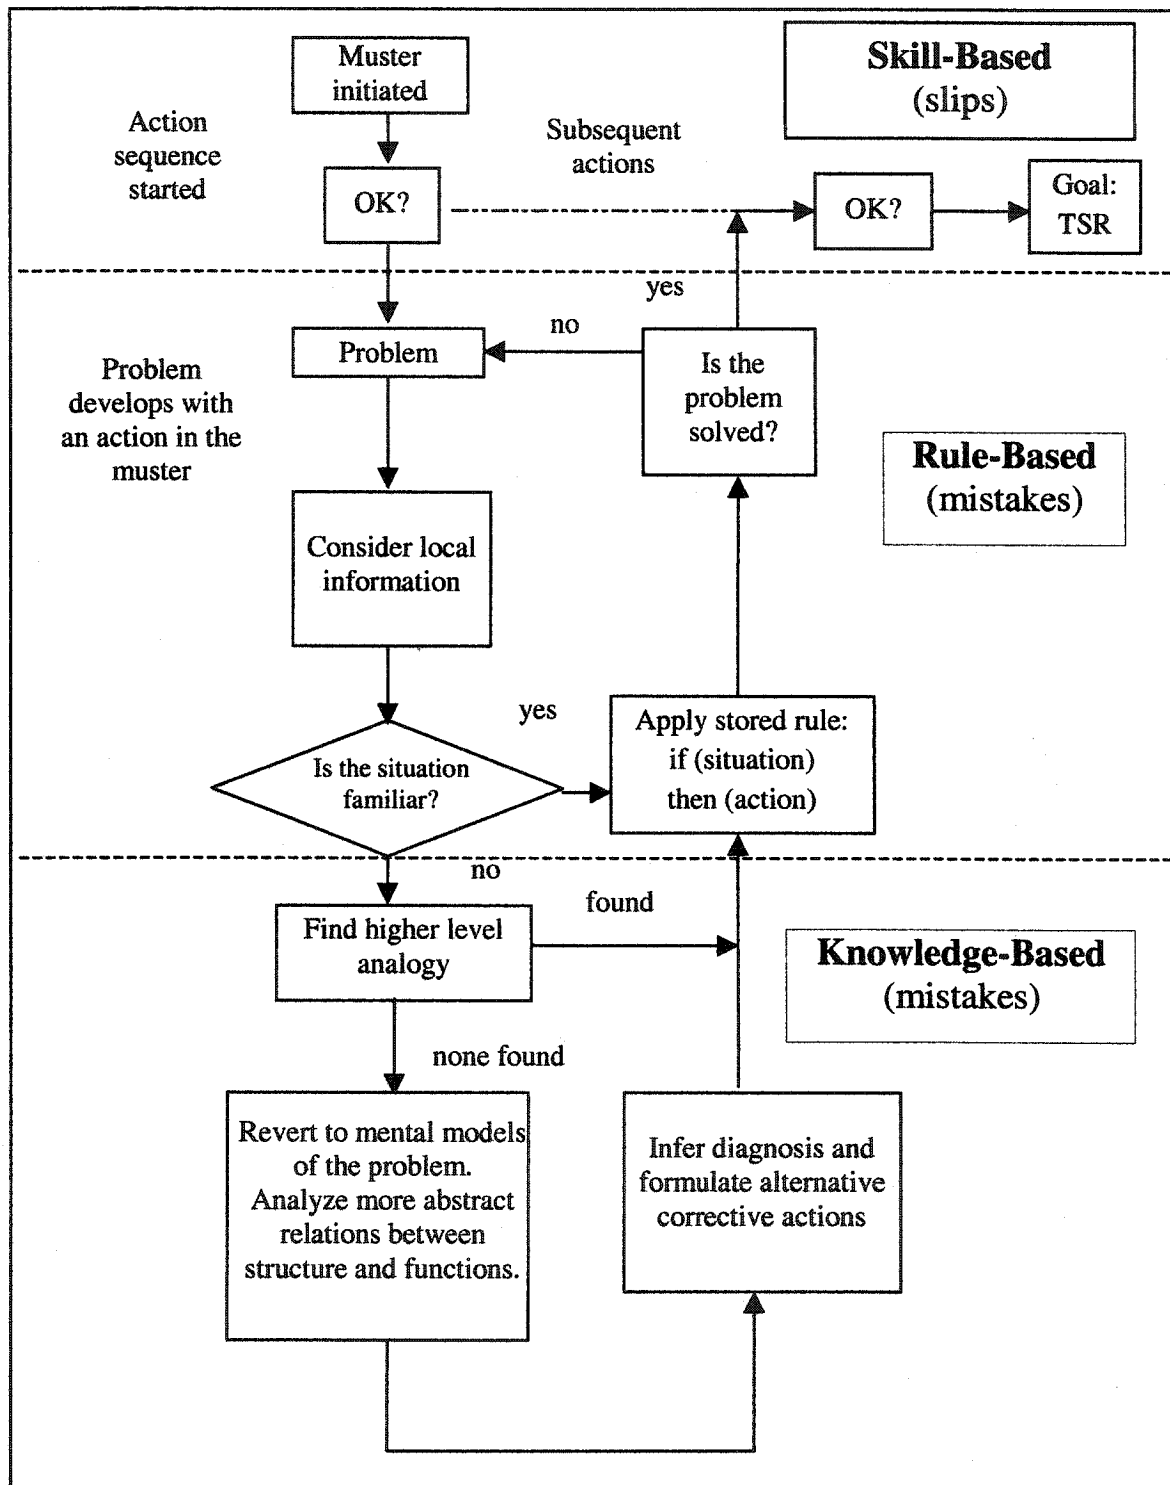 Muster
initiated
Skill-Based
(slips)
Action
sequence
started
Subsequent
actions
OK?
OK?
Goal:
TSR
yes
no
Problem
Is the
problem
solved?
Problem
develops with
an action in the
muster
Rule-Based
(mistakes)
Consider local
information
yes
Apply stored rule:
if (situation)
then (action)
Is the situation
familiar?
no
found
Find higher level
analogy
Knowledge-Based
(mistakes)
none found
Revert to mental models
of the problem.
Analyze more abstract
relations between
structure and functions.
Infer diagnosis and
formulate alternative
corrective actions